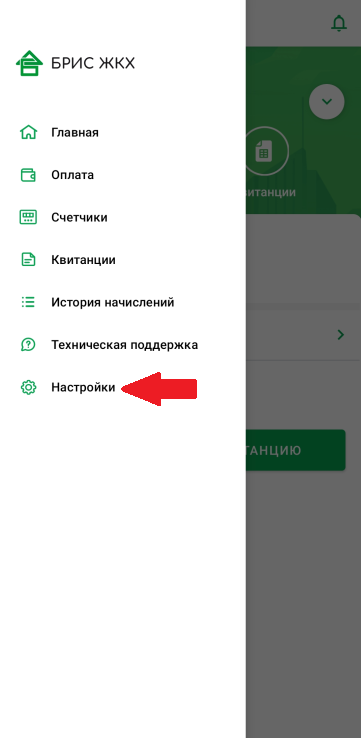 БРИС ЖКХ
Главная
Оплата
Счетчики
Квитанции
История начислений
Техническая поддержка
Настройки
витанции
ТАНЦИЮ